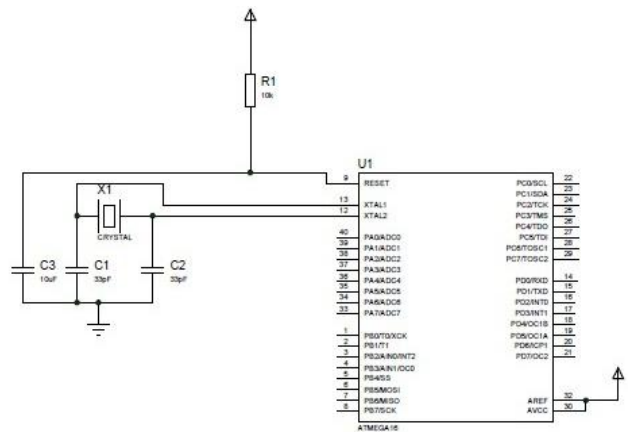 R1
10k
U1
9 RESET
13 XTAL1
12 XTAL2
40 PA0/ADC0
39 PA1/ADC1
38 PA2/ADC2
37 PA3/ADC3
36 PA4/ADC4
35 PA5/ADC5
34 PA6/ADC6
33 PA7/ADC7
1 PB0/T0/XCK
2 PB1/T1
3 PB2/AIN0/INT2
4 PB3/AIN1/OC0
5 PB4/SS
6 PB5/MOSI
7 PB6/MISO
8 PB7/SCK
PC0/SCL 22
PC1/SDA 23
PC2/TCK 24
PC3/TMS 25
PC4/TDO 26
PC5/TDI 27
PC6/TOSC1 28
PC7/TOSC2 29
PD0/RXD 14
PD1/TXD 15
PD2/INT0 16
PD3/INT1 17
PD4/OC1B 18
PD5/OC1A 19
PD6/ICP1 20
PD7/OC2 21
AREF 32
AVCC 30
ATMEGA16
X1
CRYSTAL
C3
10uF
C1
33pF
C2
33pF